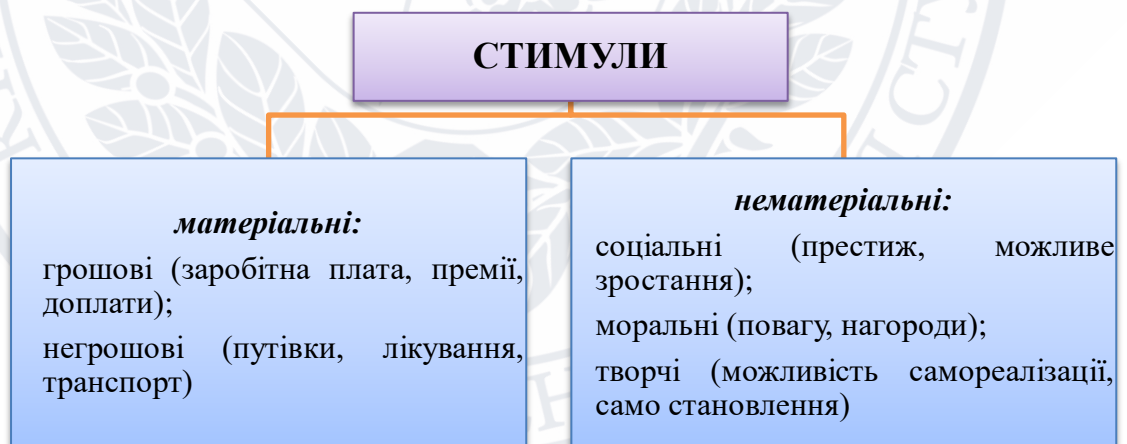 СТИМУЛИ
матеріальні:
грошові (заробітна плата, премії,
доплати);
негрошові (путівки, лікування,
транспорт)
нематеріальні:
соціальні (престиж, можливе
зростання);
моральні (повагу, нагороди);
творчі (можливість самореалізації,
само становлення)